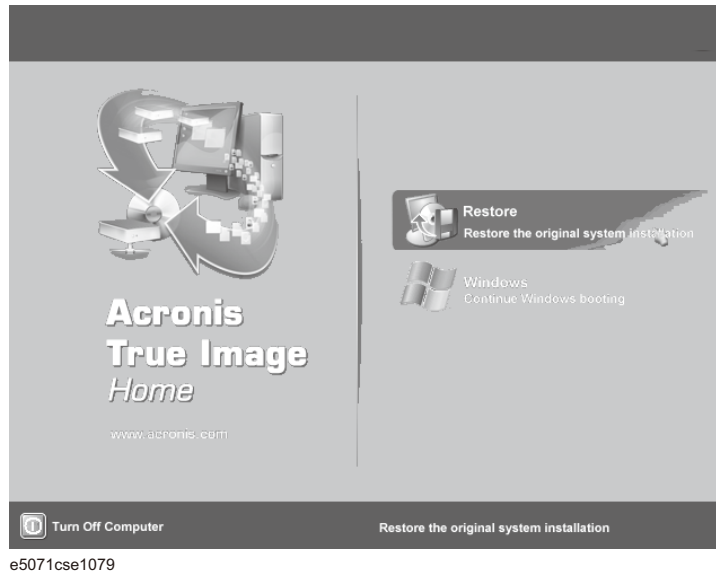 Acronis
True Image
Home
www.acronis.com
Restore
Restore the original system installation
Windows
Continue Windows booting
Turn Off Computer
Restore the original system installation
e5071cse1079